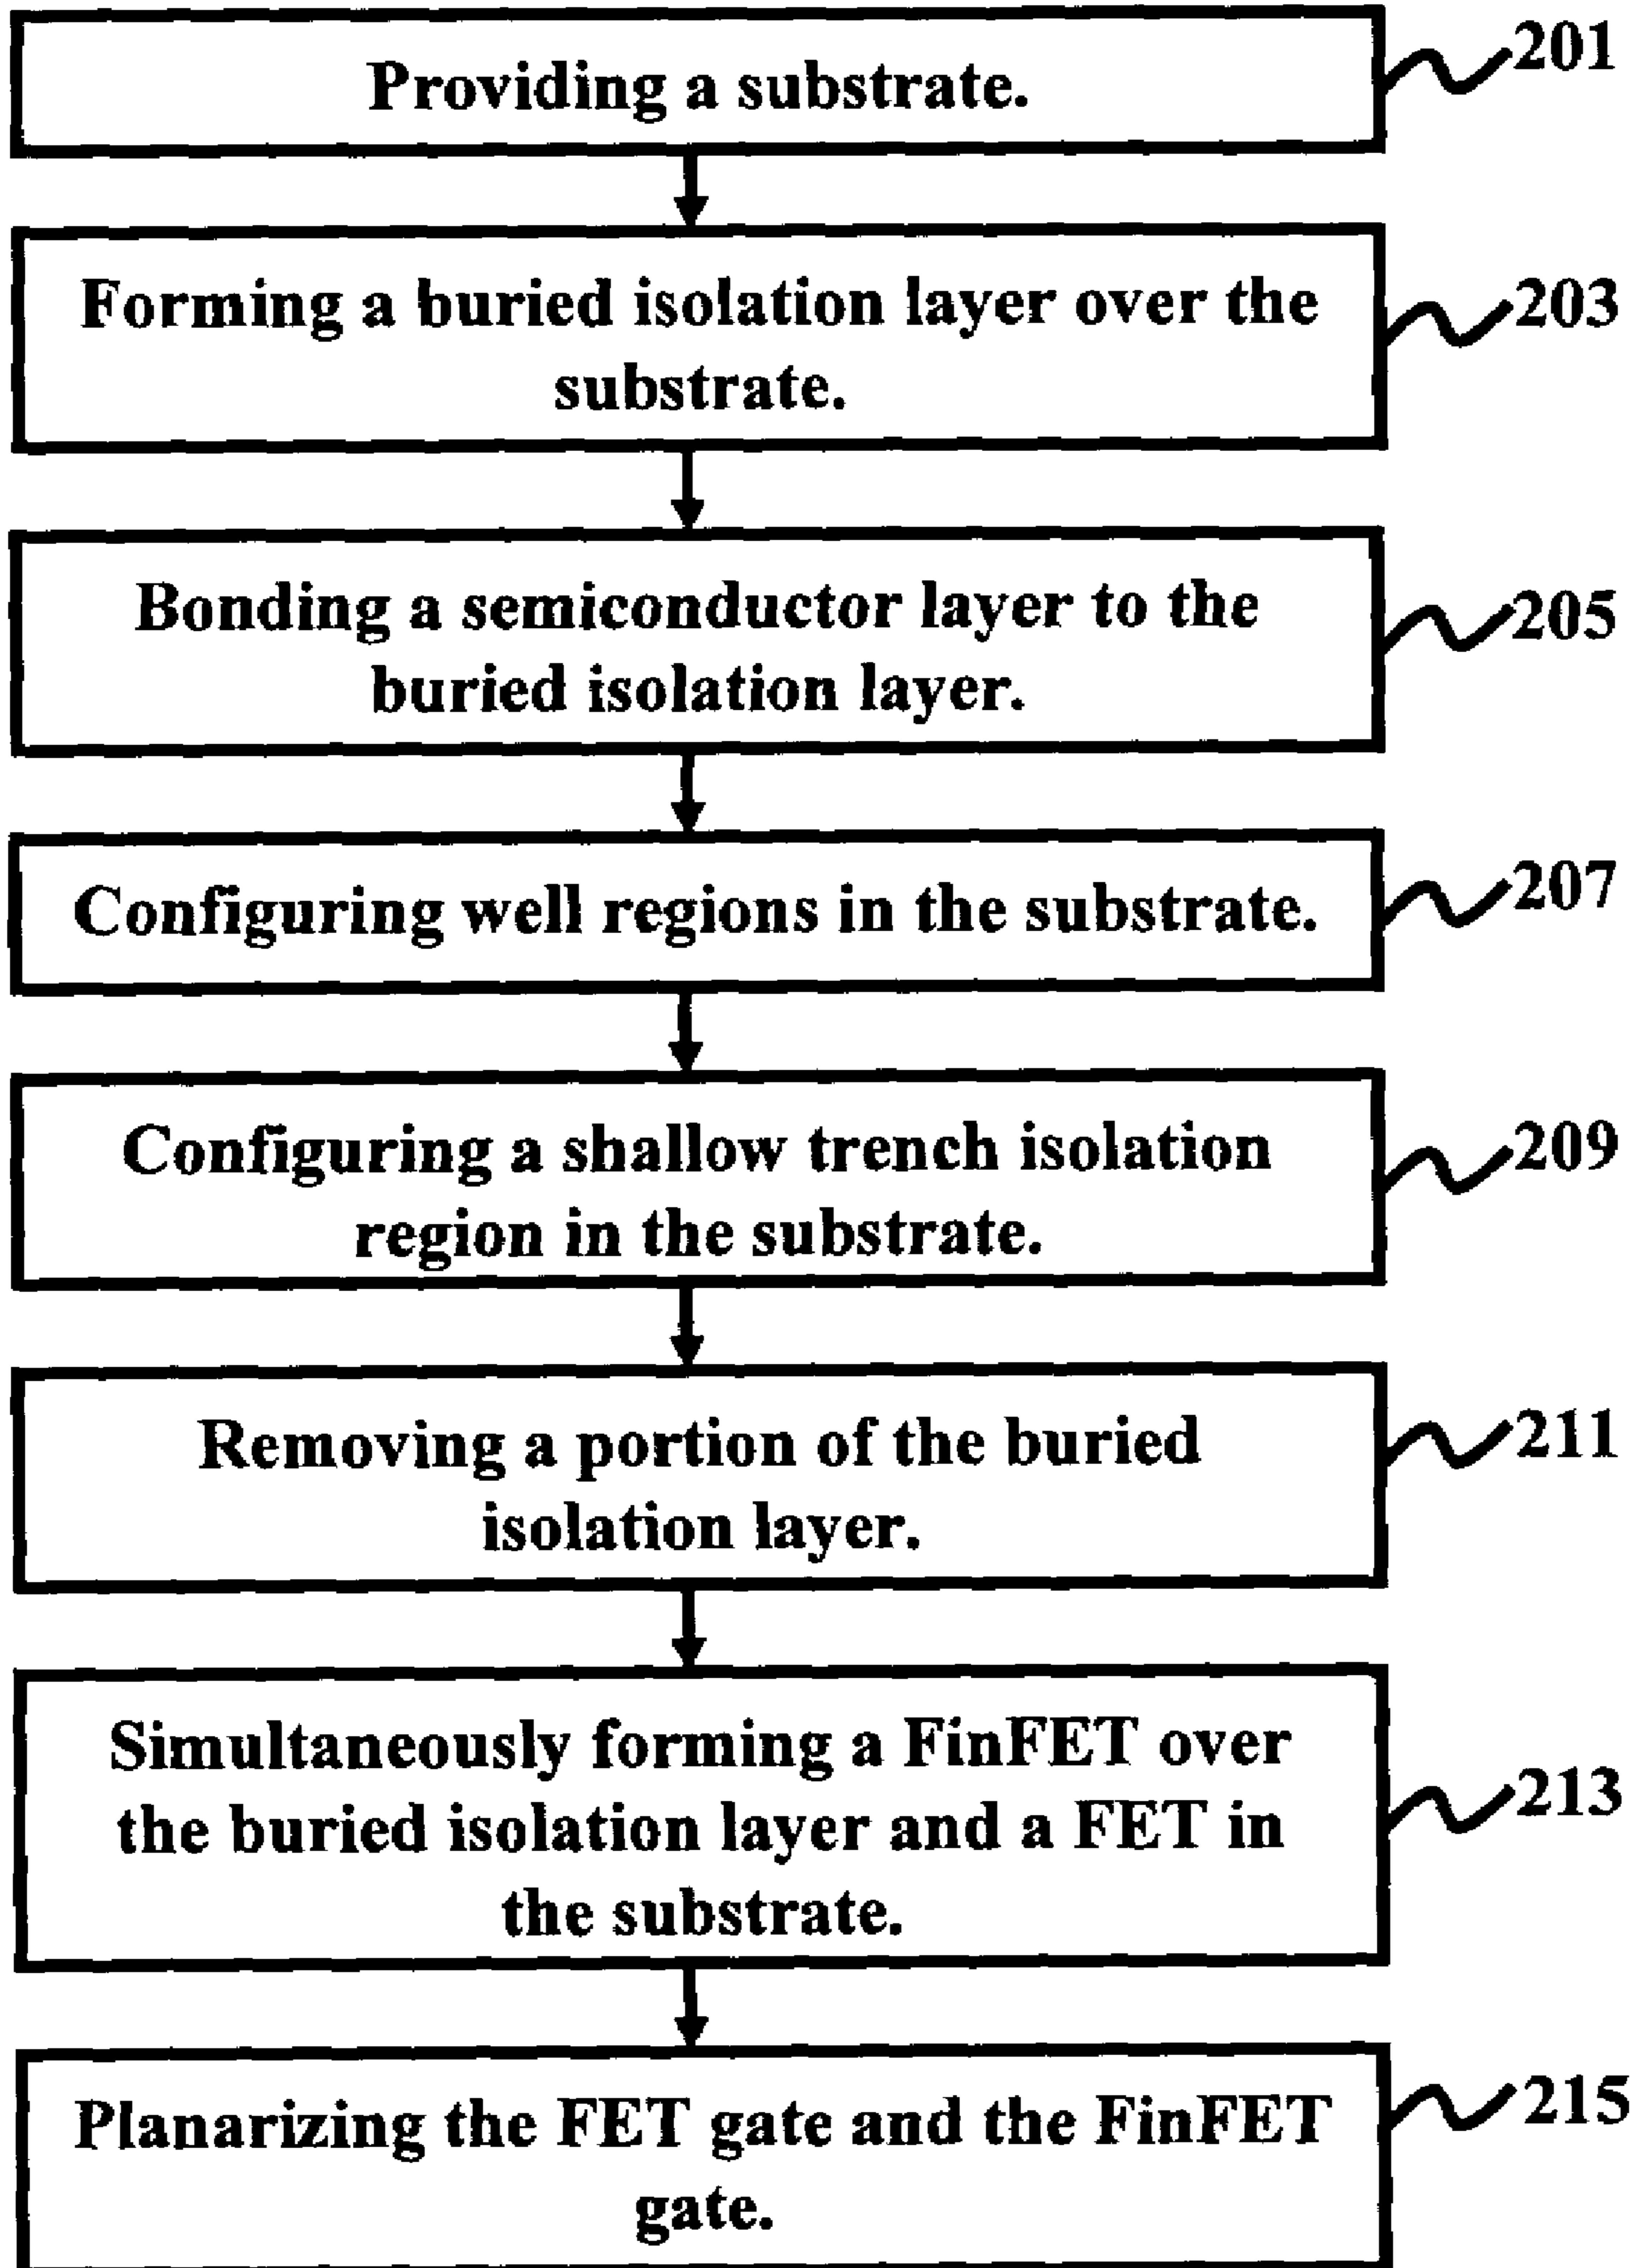 Providing a substrate.
201
Forming a buried isolation layer over the
substrate.
203
Bonding a semiconductor layer to the
buried isolation layer.
205
Configuring well regions in the substrate.
207
Configuring a shallow trench isolation
region in the substrate.
209
Removing a portion of the buried
isolation layer.
211
Simultaneously forming a FinFET over
the buried isolation layer and a FET in
the substrate.
213
Planarizing the FET gate and the FinFET
gate.
215